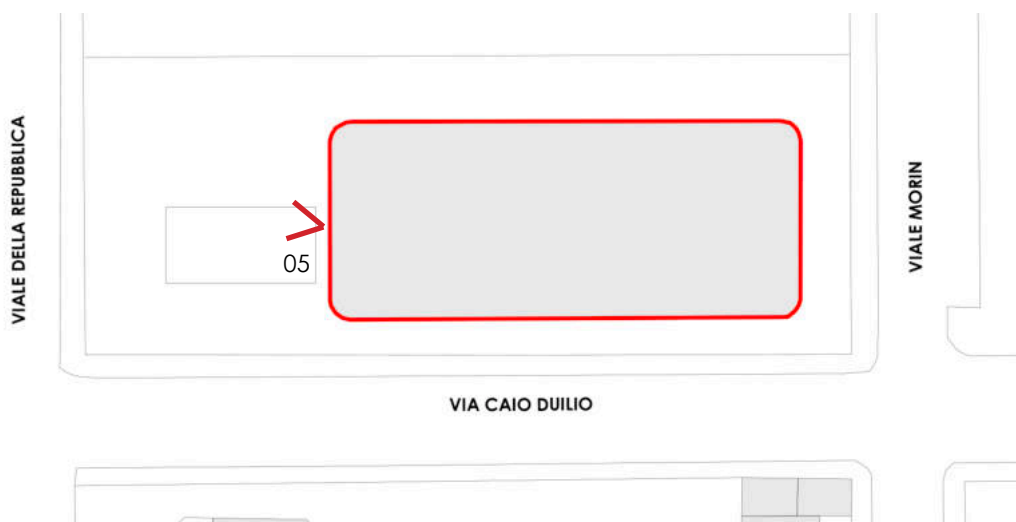 VIALE DELLA REPUBBLICA
05
VIALE MORIN
VIA CAIO DUILIO